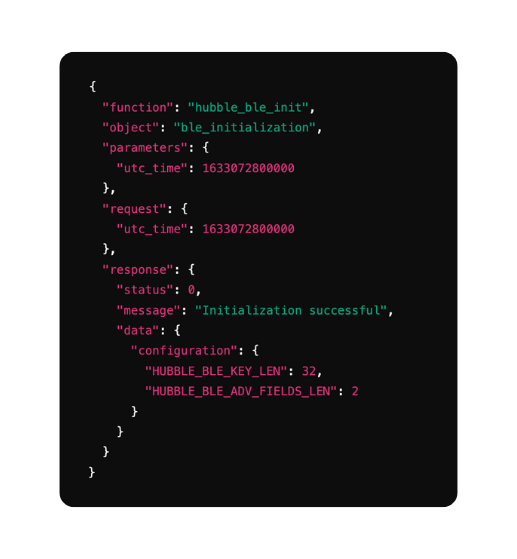 {
  "function": "hubble_ble_init",
  "object": "ble_initialization",
  "parameters": {
    "utc_time": 1633072800000
  },
  "request": {
    "utc_time": 1633072800000
  },
  "response": {
    "status": 0,
    "message": "Initialization successful",
    "data": {
      "configuration": {
        "HUBBLE_BLE_KEY_LEN": 32,
        "HUBBLE_BLE_ADV_FIELDS_LEN": 2
      }
    }
  }
}